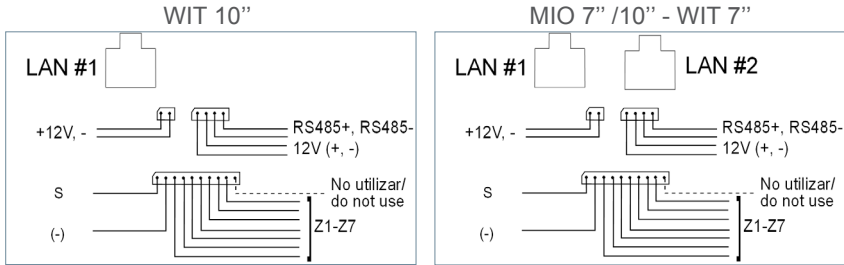 WIT 10’’
LAN #1
+12V, -
RS485+, RS485-
12V (+, -)
S
No utilizar/
do not use
(-)
Z1-Z7
MIO 7’’ /10’’ - WIT 7’’
LAN #1
LAN #2
+12V, -
RS485+, RS485-
12V (+, -)
S
No utilizar/
do not use
(-)
Z1-Z7